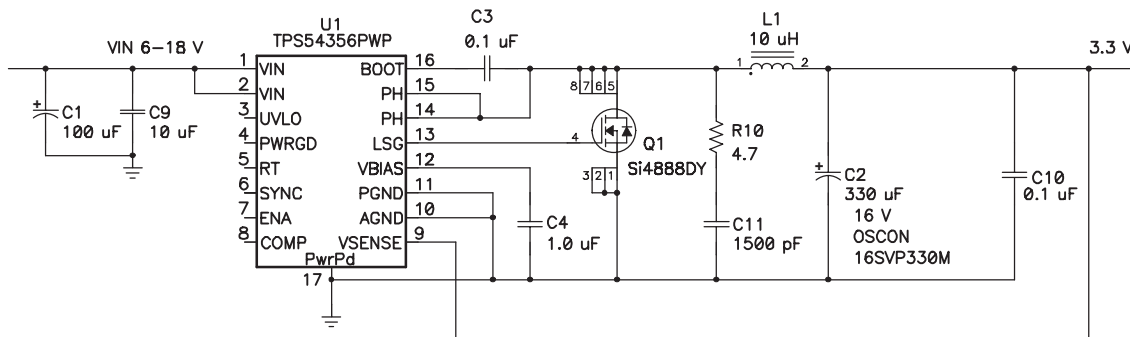 VIN 6–18 V
U1
TPS54356PWP
C3
0.1 uF
L1
10 uH
3.3 V
1 VIN
2 VIN
3 UVLO
4 PWRGD
5 RT
6 SYNC
7 ENA
8 COMP
BOOT 16
PH 15
PH 14
LSG 13
VBIAS 12
PGND 11
AGND 10
VSENSE 9
PwrPd
17
+
C1
100 uF
C9
10 uF
8 7 6 5
4
3 2 1
Q1
Si4888DY
C4
1.0 uF
1 2
R10
4.7
C11
1500 pF
+
C2
330 uF
16 V
OSCON
16SVP330M
C10
0.1 uF